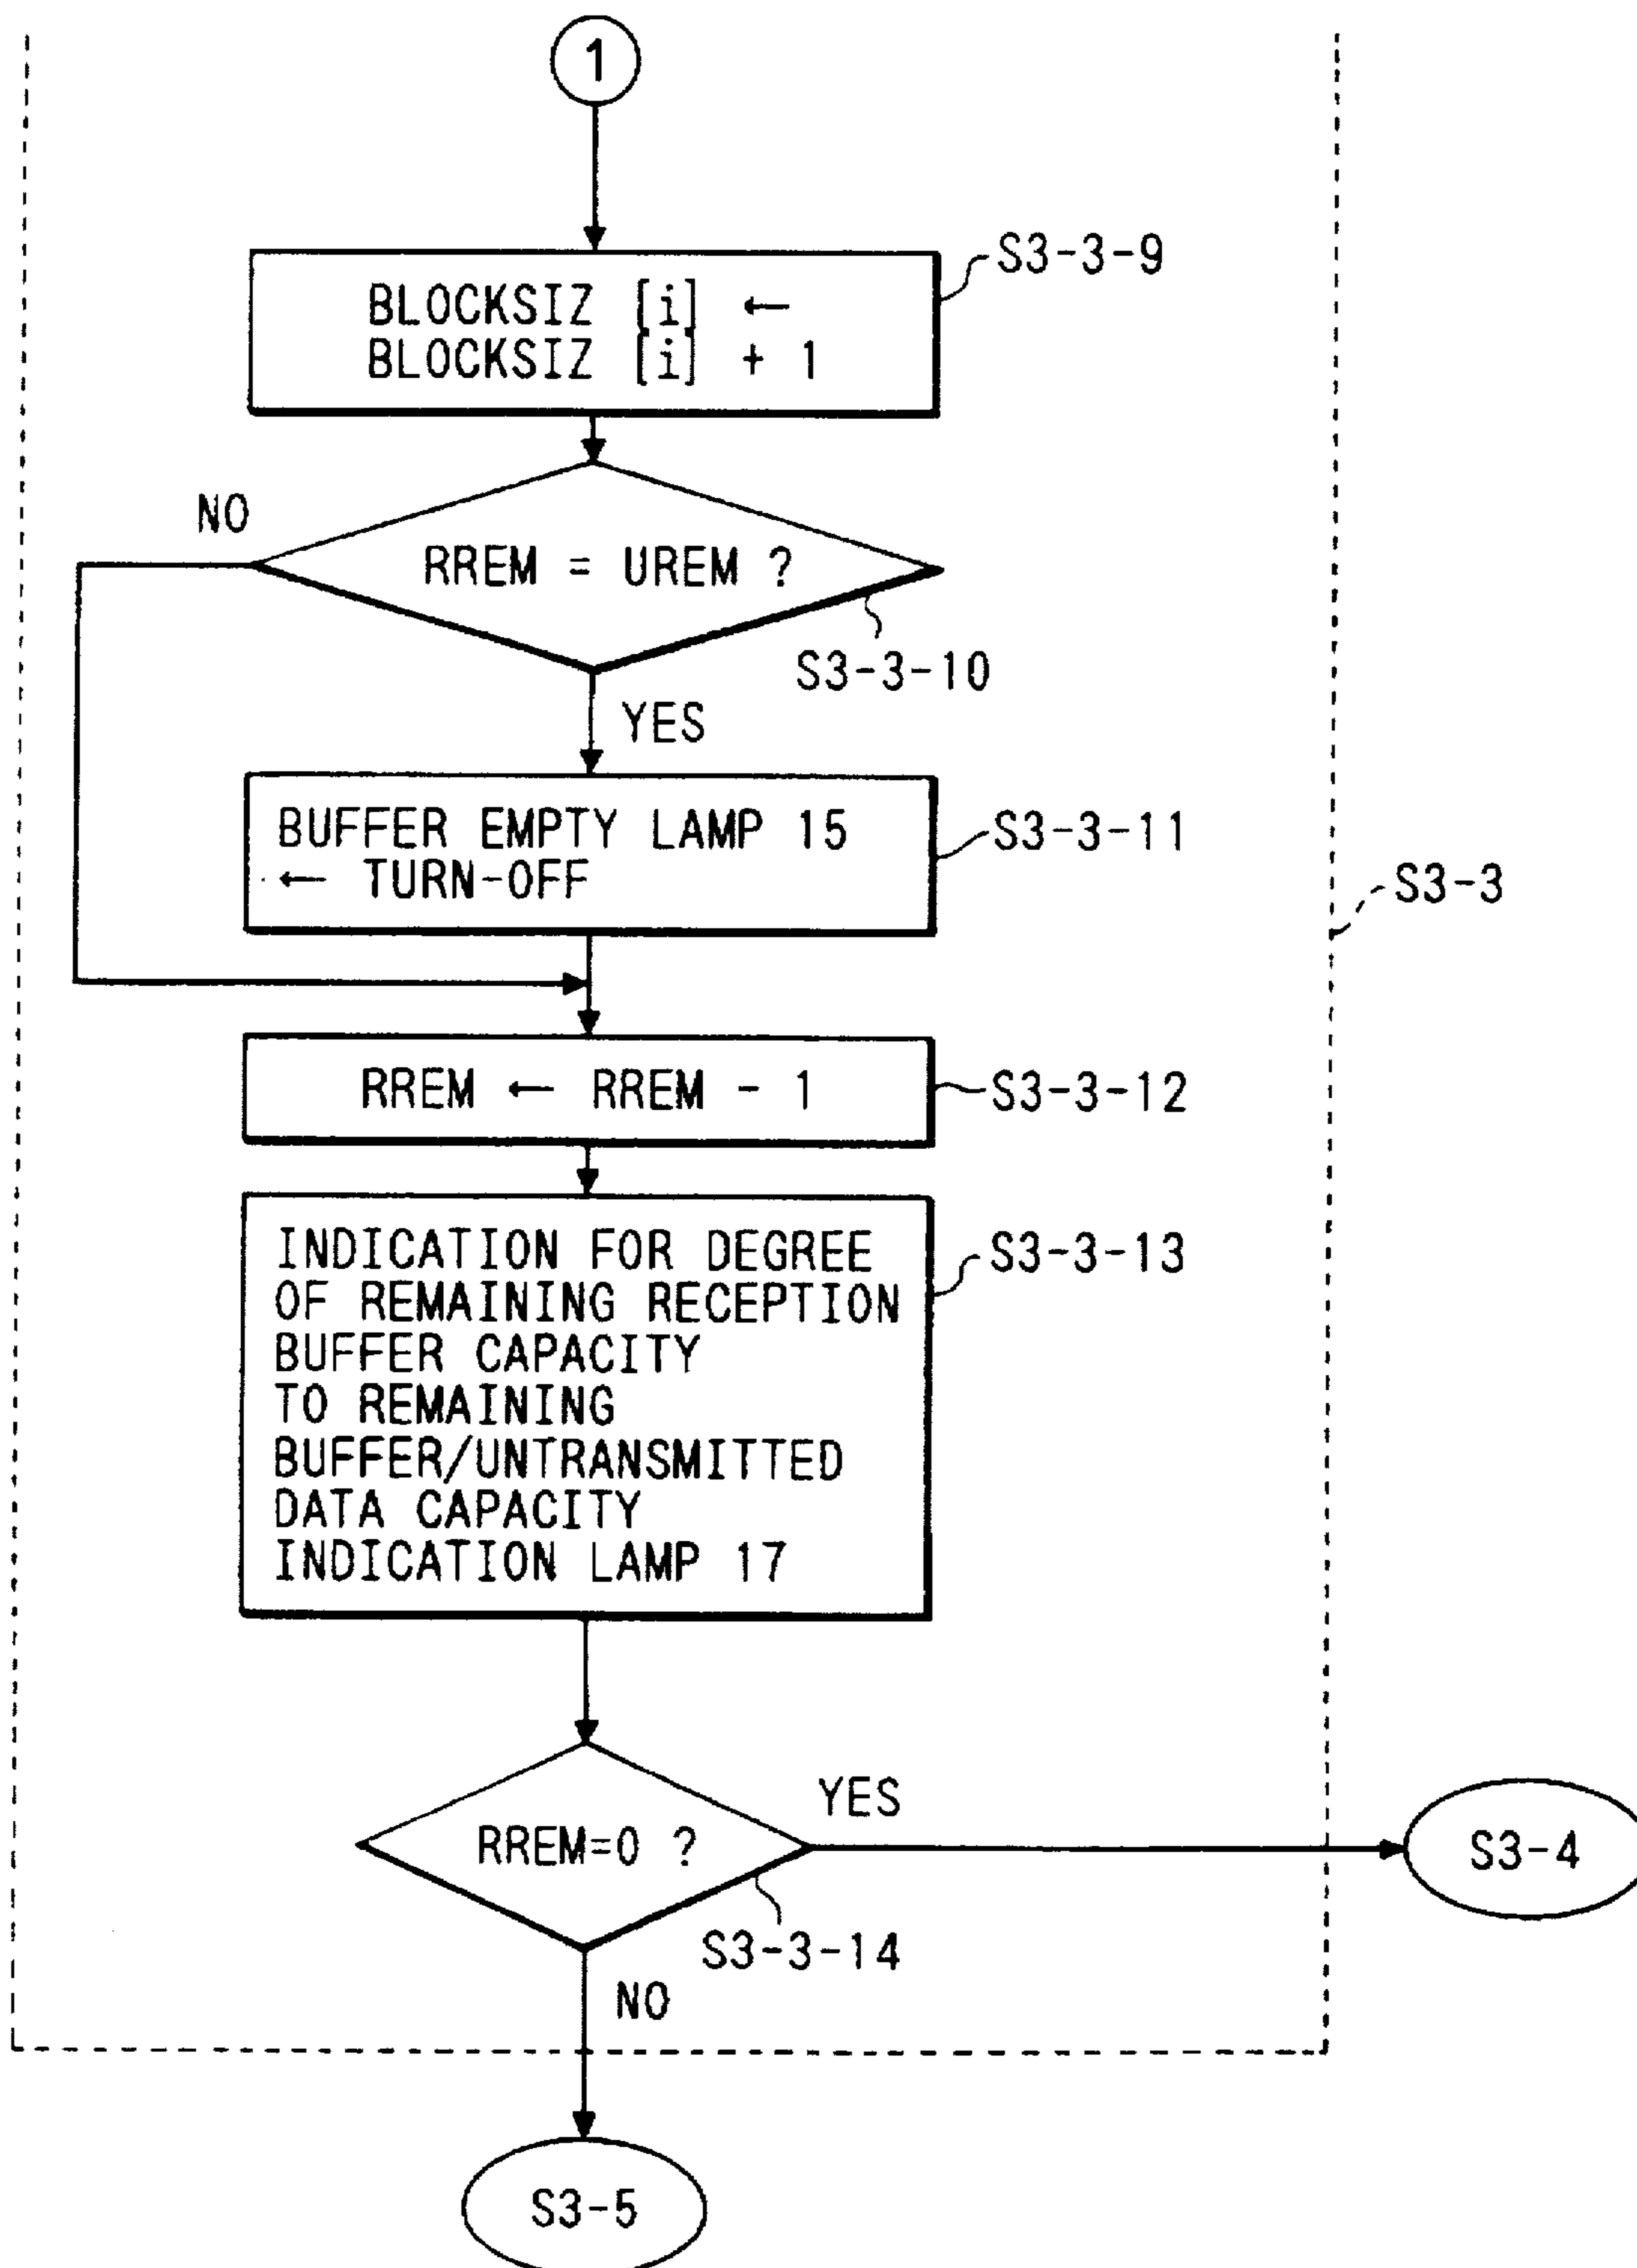 1
S3-3-9
BLOCKSIZ [i] ←
BLOCKSIZ [i] + 1
NO
RREM = UREM ?
S3-3-10
YES
BUFFER EMPTY LAMP 15
← TURN-OFF
S3-3-11
S3-3
RREM ← RREM - 1
S3-3-12
INDICATION FOR DEGREE
OF REMAINING RECEPTION
BUFFER CAPACITY
TO REMAINING
BUFFER/UNTRANSMITTED
DATA CAPACITY
INDICATION LAMP 17
S3-3-13
YES
RREM=0 ?
S3-4
S3-3-14
NO
S3-5